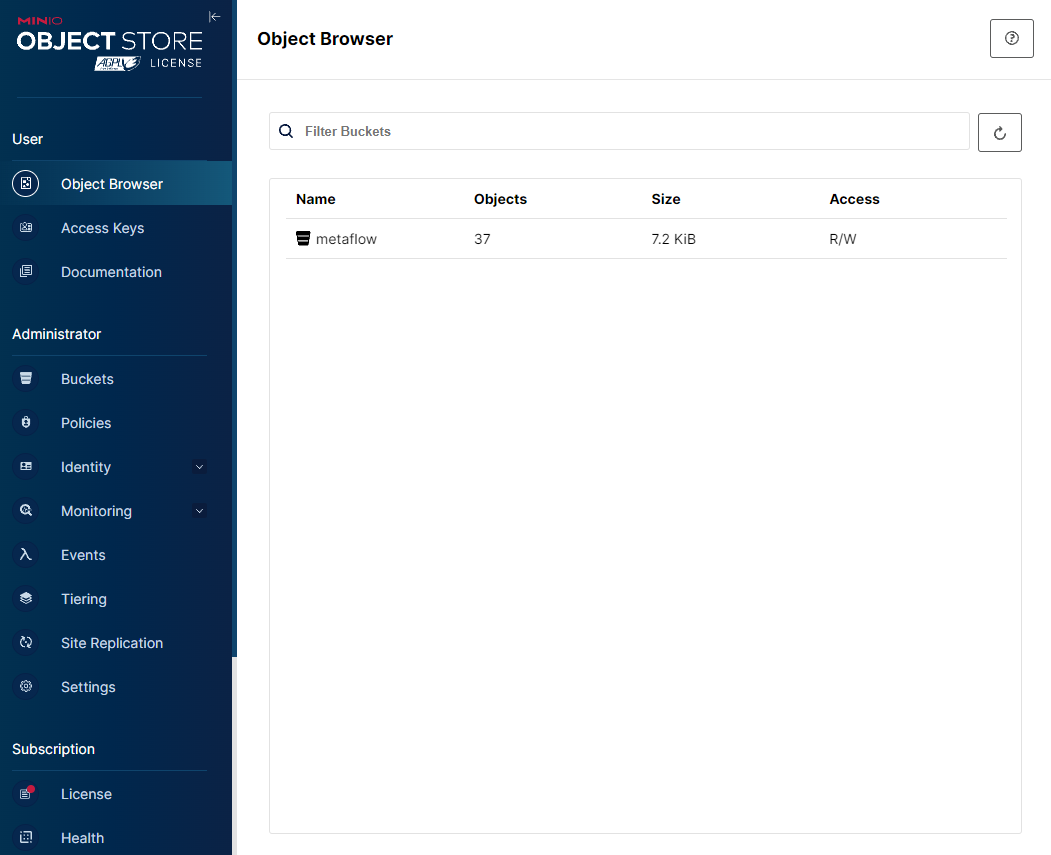 MINIO
OBJECT STORE
AGPLV3 LICENSE
User
Object Browser
Access Keys
Documentation
Administrator
Buckets
Policies
Identity
Monitoring
Events
Tiering
Site Replication
Settings
Subscription
License
Health
Object Browser
Filter Buckets
Name Objects Size Access
metaflow 37 7.2 KiB R/W